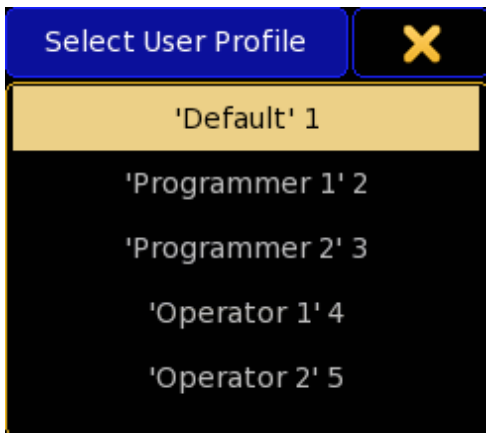 Select User Profile
'Default' 1
'Programmer 1' 2
'Programmer 2' 3
'Operator 1' 4
'Operator 2' 5